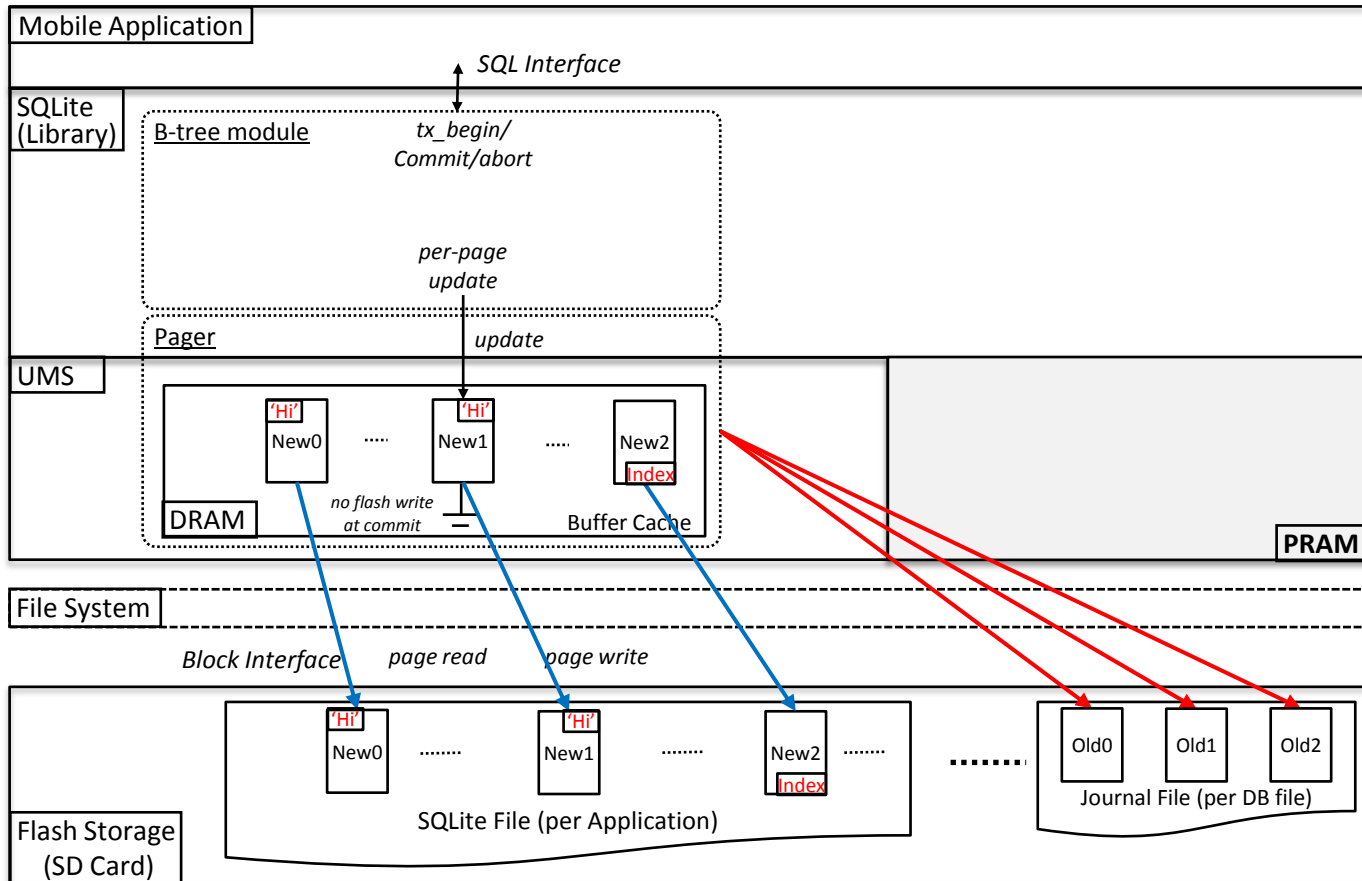 Mobile Application
SQL Interface
SQLite
(Library)
B-tree module
tx_begin/
Commit/abort
per-page
update
Pager
update
UMS
'Hi'
New0
.....
'Hi'
New1
.....
New2
Index
DRAM
no flash write
at commit
Buffer Cache
PRAM
File System
Block Interface
page read
page write
'Hi'
New0
........
'Hi'
New1
........
New2
Index
........
........
Old0
Old1
Old2
Journal File (per DB file)
SQLite File (per Application)
Flash Storage
(SD Card)